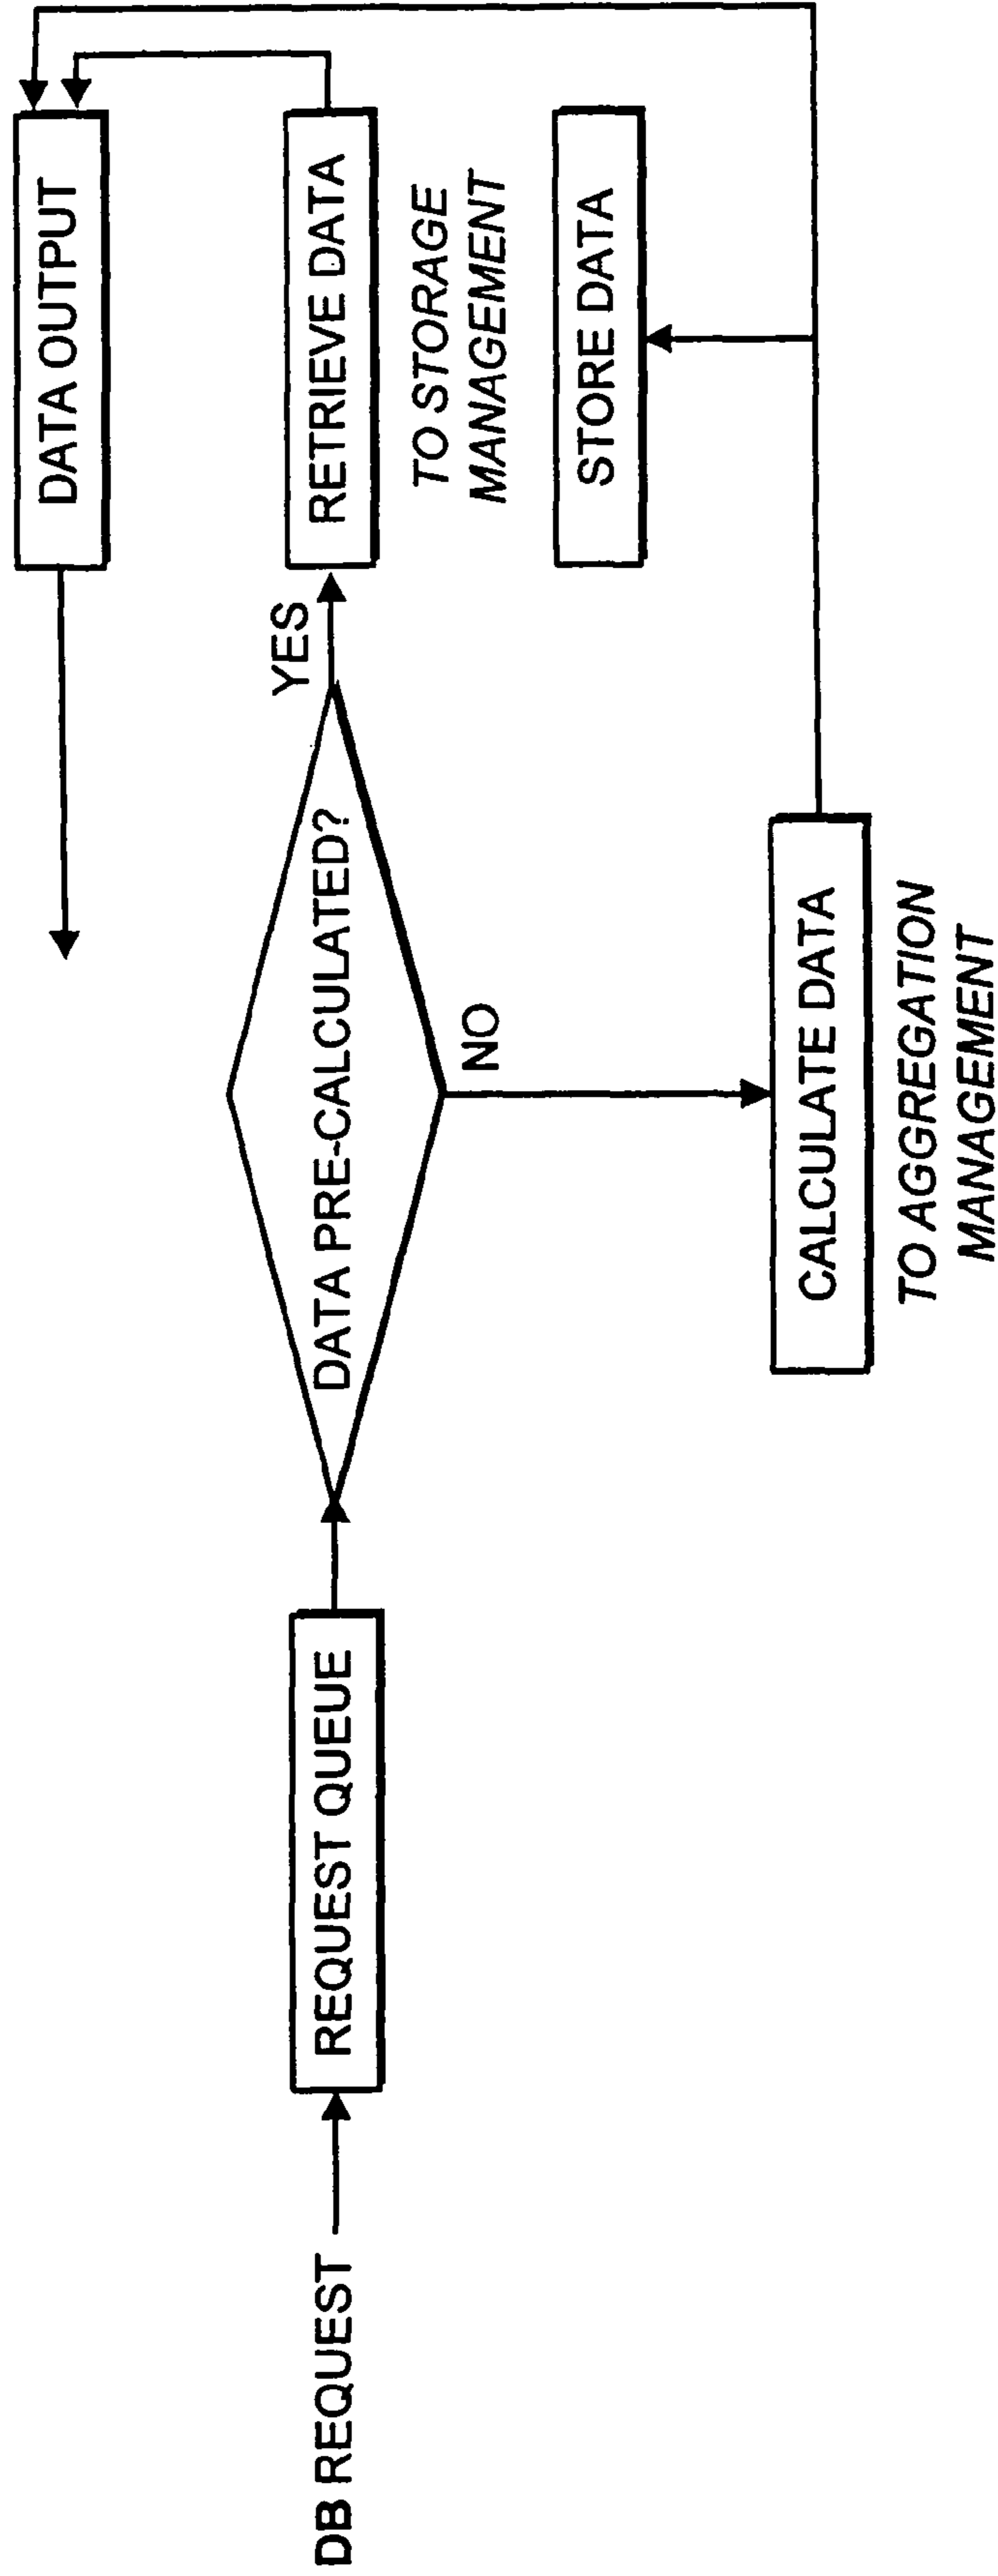 DATA OUTPUT
DB REQUEST
REQUEST QUEUE
DATA PRE-CALCULATED?
YES
RETRIEVE DATA
TO STORAGE
MANAGEMENT
NO
STORE DATA
CALCULATE DATA
TO AGGREGATION
MANAGEMENT